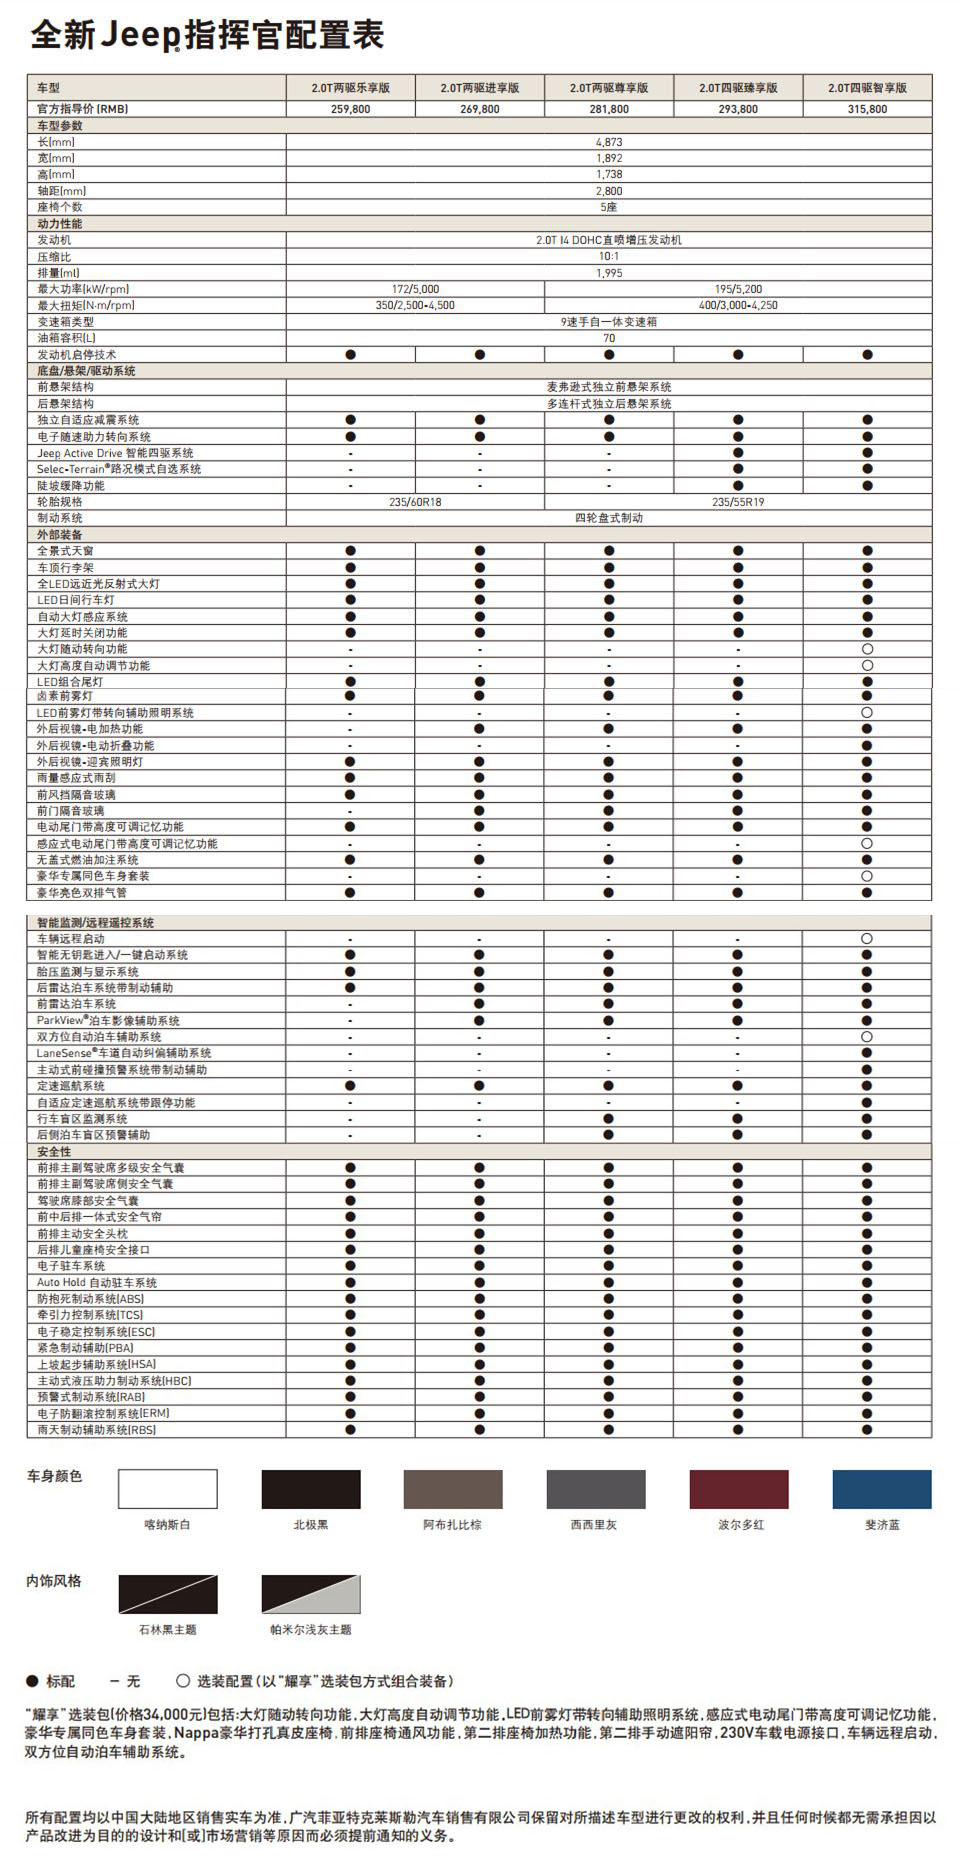 全新Jeep®指挥官配置表
车型 2.0T两驱乐享版 2.0T两驱进享版 2.0T两驱尊享版 2.0T四驱臻享版 2.0T四驱智享版
官方指导价 (RMB) 259,800 269,800 281,800 293,800 315,800
车型参数
长(mm) 4,873
宽(mm) 1,892
高(mm) 1,738
轴距(mm) 2,800
座椅个数 5座
动力性能
发动机 2.0T I4 DOHC直喷增压发动机
压缩比 10:1
排量(ml) 1,995
最大功率(kW/rpm) 172/5,000 195/5,200
最大扭矩(N·m/rpm) 350/2,500-4,500 400/3,000-4,250
变速箱类型 9速手自一体变速箱
油箱容积(L) 70
发动机启停技术 ● ● ● ● ●
底盘/悬架/驱动系统
前悬架结构 麦弗逊式独立前悬架系统
后悬架结构 多连杆式独立后悬架系统
独立自适应减震系统 ● ● ● ● ●
电子随速助力转向系统 ● ● ● ● ●
Jeep Active Drive 智能四驱系统 - - - ● ●
Selec-Terrain®路况模式自选系统 - - - ● ●
陡坡缓降功能 - - - ● ●
轮胎规格 235/60R18 235/55R19
制动系统 四轮盘式制动
外部装备
全景式天窗 ● ● ● ● ●
车顶行李架 ● ● ● ● ●
全LED远近光反射式大灯 ● ● ● ● ●
LED日间行车灯 ● ● ● ● ●
自动大灯感应系统 ● ● ● ● ●
大灯延时关闭功能 ● ● ● ● ●
大灯随动转向功能 - - - - ○
大灯高度自动调节功能 - - - - ○
LED组合尾灯 ● ● ● ● ●
卤素前雾灯 ● ● ● ● ●
LED前雾灯带转向辅助照明系统 - - - - ○
外后视镜-电加热功能 - ● ● ● ●
外后视镜-电动折叠功能 - - - - ●
外后视镜-迎宾照明灯 ● ● ● ● ●
雨量感应式雨刮 ● ● ● ● ●
前风挡隔音玻璃 ● ● ● ● ●
前门隔音玻璃 - ● ● ● ●
电动尾门带高度可调记忆功能 ● ● ● ● ●
感应式电动尾门带高度可调记忆功能 - - - - ○
无盖式燃油加注系统 ● ● ● ● ●
豪华专属同色车身套装 - - - - ○
豪华亮色双排气管 ● ● ● ● ●
智能监测/远程遥控系统
车辆远程启动 - - - - ○
智能无钥匙进入/一键启动系统 ● ● ● ● ●
胎压监测与显示系统 ● ● ● ● ●
后雷达泊车系统带制动辅助 ● ● ● ● ●
前雷达泊车系统 - ● ● ● ●
ParkView®泊车影像辅助系统 - ● ● ● ●
双方位自动泊车辅助系统 - - - - ○
LaneSense®车道自动纠偏辅助系统 - - - - ●
主动式前碰撞预警系统带制动辅助 - - - - ●
定速巡航系统 ● ● ● ● ●
自适应定速巡航系统带跟停功能 - - - - ●
行车盲区监测系统 - - ● ● ●
后侧泊车盲区预警辅助 - - ● ● ●
安全性
前排主副驾驶席多级安全气囊 ● ● ● ● ●
前排主副驾驶席侧安全气囊 ● ● ● ● ●
驾驶席膝部安全气囊 ● ● ● ● ●
前中后排一体式安全气帘 ● ● ● ● ●
前排主动安全头枕 ● ● ● ● ●
后排儿童座椅安全接口 ● ● ● ● ●
电子驻车系统 ● ● ● ● ●
Auto Hold 自动驻车系统 ● ● ● ● ●
防抱死制动系统(ABS) ● ● ● ● ●
牵引力控制系统(TCS) ● ● ● ● ●
电子稳定控制系统(ESC) ● ● ● ● ●
紧急制动辅助(PBA) ● ● ● ● ●
上坡起步辅助系统(HSA) ● ● ● ● ●
主动式液压助力制动系统(HBC) ● ● ● ● ●
预警式制动系统(RAB) ● ● ● ● ●
电子防翻滚控制系统(ERM) ● ● ● ● ●
雨天制动辅助系统(RBS) ● ● ● ● ●
车身颜色
喀纳斯白 北极黑 阿布扎比棕 西西里灰 波尔多红 斐济蓝
内饰风格
石林黑主题 帕米尔浅灰主题
● 标配 - 无 ○ 选装配置(以“耀享”选装包方式组合装备)
“耀享”选装包(价格34,000元)包括:大灯随动转向功能,大灯高度自动调节功能,LED前雾灯带转向辅助照明系统,感应式电动尾门带高度可调记忆功能,
豪华专属同色车身套装,Nappa豪华打孔真皮座椅,前排座椅通风功能,第二排座椅加热功能,第二排手动遮阳帘,230V车载电源接口,车辆远程启动,
双方位自动泊车辅助系统。
所有配置均以中国大陆地区销售实车为准,广汽菲亚特克莱斯勒汽车销售有限公司保留对所描述车型进行更改的权利,并且任何时候都无需承担因以
产品改进为目的的设计和(或)市场营销等原因而必须提前通知的义务。